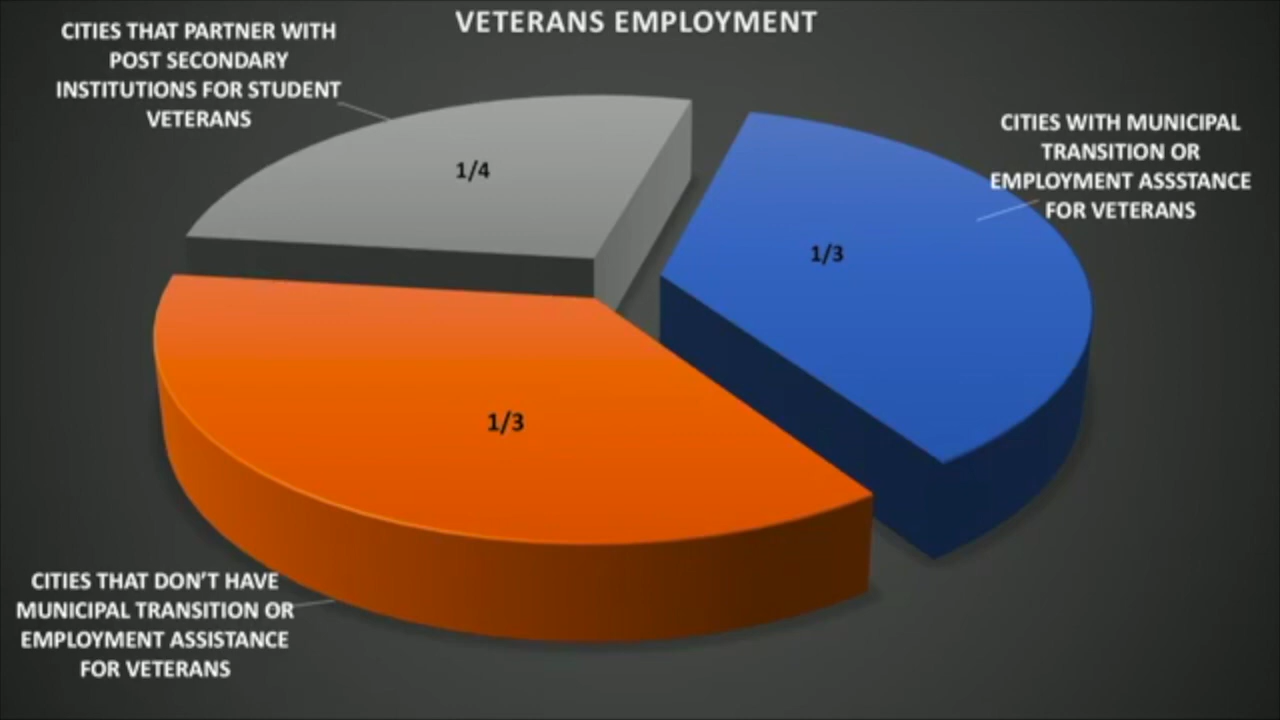 VETERANS EMPLOYMENT
CITIES THAT PARTNER WITH
POST SECONDARY
INSTITUTIONS FOR STUDENT
VETERANS
1/4
CITIES WITH MUNICIPAL
TRANSITION OR
EMPLOYMENT ASSSTANCE
FOR VETERANS
1/3
1/3
CITIES THAT DON'T HAVE
MUNICIPAL TRANSITION OR
EMPLOYMENT ASSISTANCE
FOR VETERANS